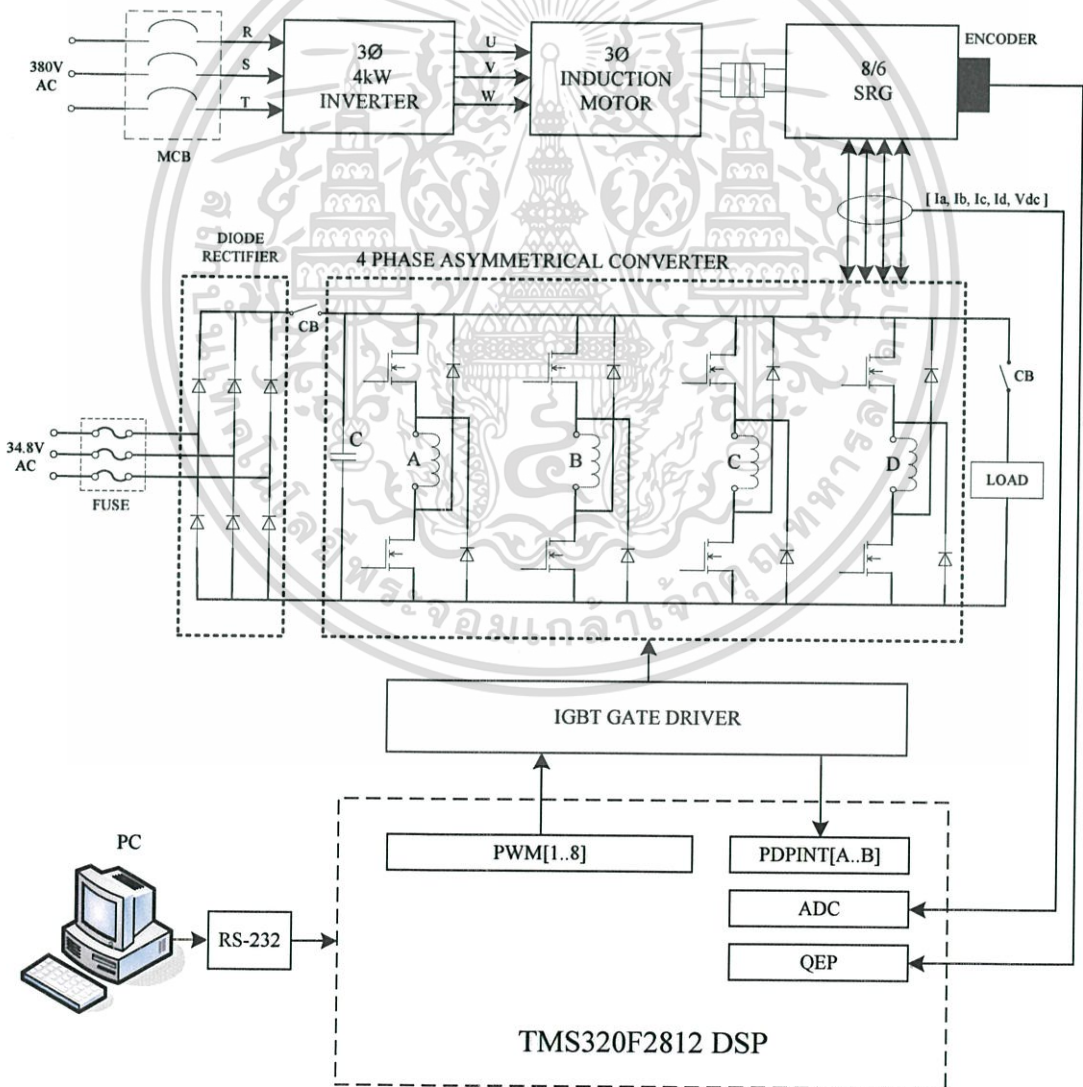 380V
AC
MCB
R
S
T
3Ø
4kW
INVERTER
U
V
W
3Ø
INDUCTION
MOTOR
8/6
SRG
ENCODER
[ Ia, Ib, Ic, Id, Vdc ]
DIODE
RECTIFIER
4 PHASE ASYMMETRICAL CONVERTER
CB
34.8V
AC
FUSE
C
A
B
C
D
CB
LOAD
IGBT GATE DRIVER
PC
RS-232
PWM[1..8]
PDPINT[A..B]
ADC
QEP
TMS320F2812 DSP